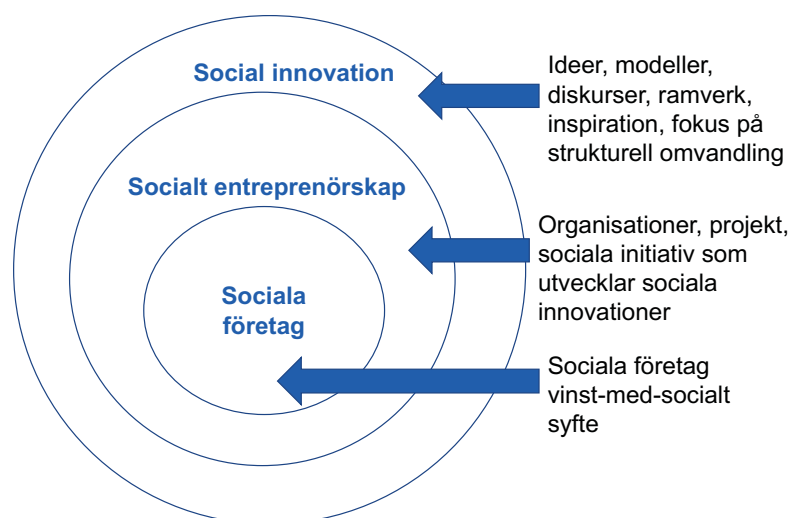 Social innovation
Ideer, modeller,
diskurser, ramverk,
inspiration, fokus på
strukturell omvandling
Socialt entreprenörskap
Organisationer, projekt,
sociala initiativ som
utvecklar sociala
innovationer
Sociala
företag
Sociala företag
vinst-med-socialt
syfte